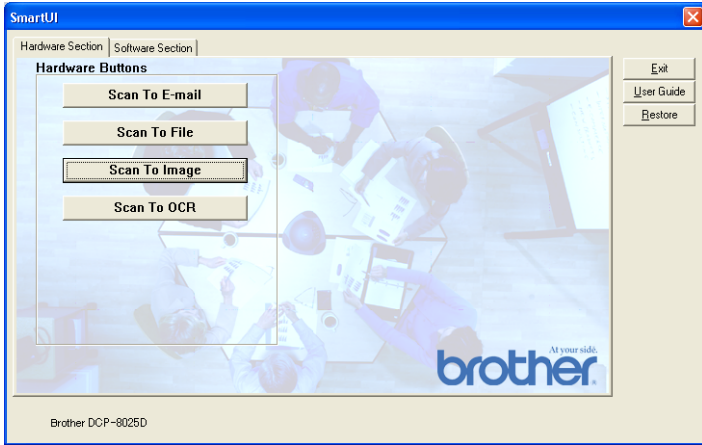 SmartUI
Hardware Section Software Section
Hardware Buttons
Scan To E-mail
Scan To File
Scan To Image
Scan To OCR
Exit
User Guide
Restore
At your side.
brother
Brother DCP-8025D